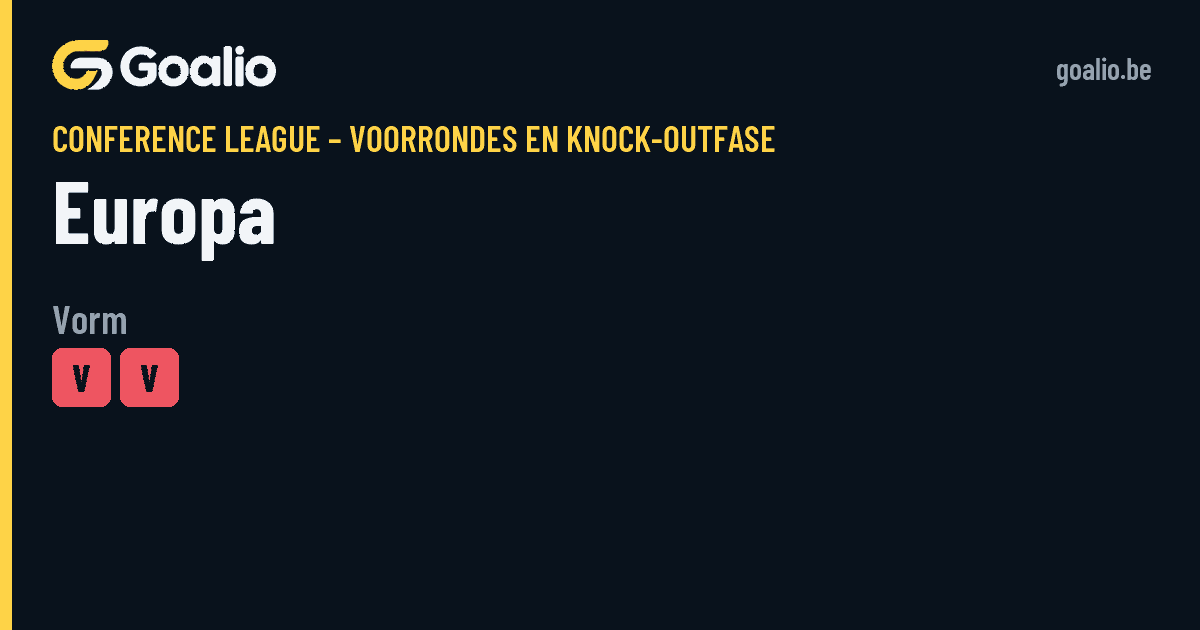 Goalio
goalio.be
CONFERENCE LEAGUE – VOORRONDES EN KNOCK-OUTFASE
Europa
Vorm
V V